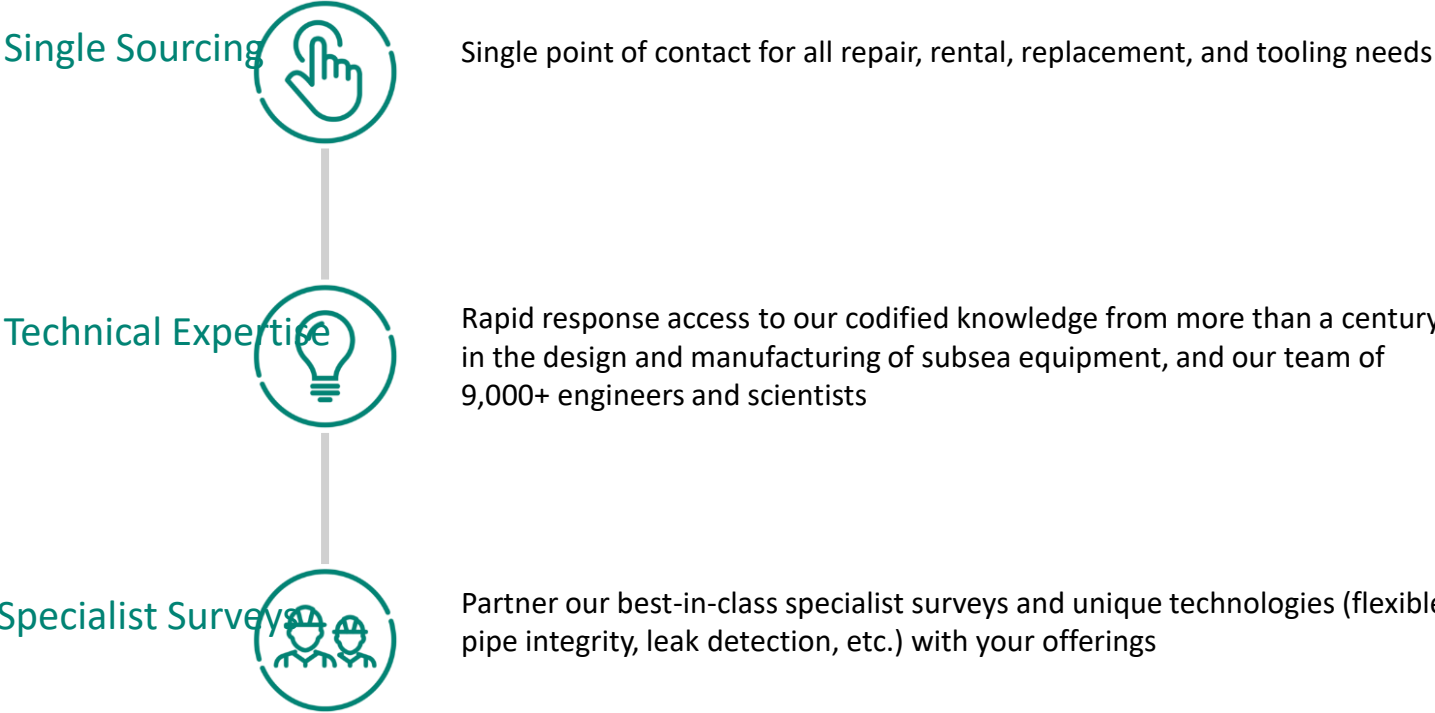 Single Sourcing
Single point of contact for all repair, rental, replacement, and tooling needs
Technical Expertise
Rapid response access to our codified knowledge from more than a century
in the design and manufacturing of subsea equipment, and our team of
9,000+ engineers and scientists
Specialist Surveys
Partner our best-in-class specialist surveys and unique technologies (flexible
pipe integrity, leak detection, etc.) with your offerings